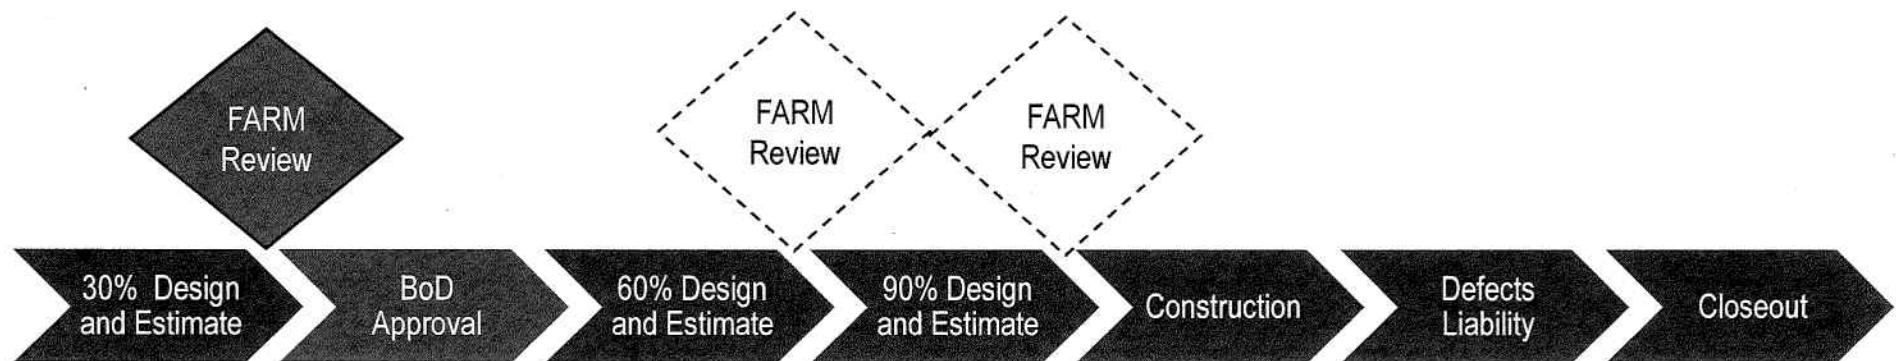 FARM
Review
FARM
Review
FARM
Review
30% Design
and Estimate
BoD
Approval
60% Design
and Estimate
90% Design
and Estimate
Construction
Defects
Liability
Closeout